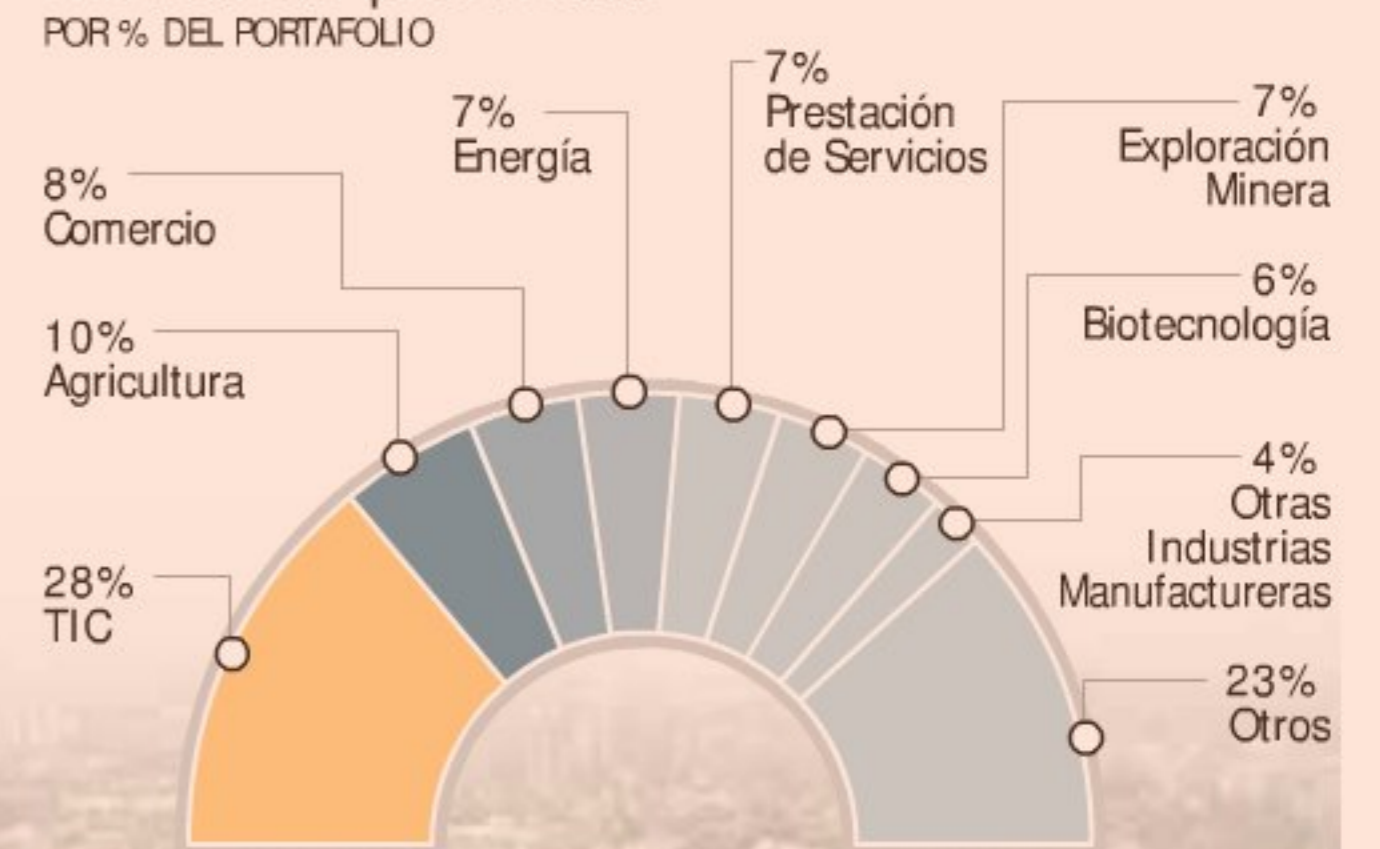 POR % DEL PORTAFOLIO
7%
Prestación
de Servicios
7%
Exploración
Minera
7%
Energía
8%
Comercio
6%
Biotecnología
10%
Agricultura
4%
Otras
Industrias
Manufactureras
28%
TIC
23%
Otros